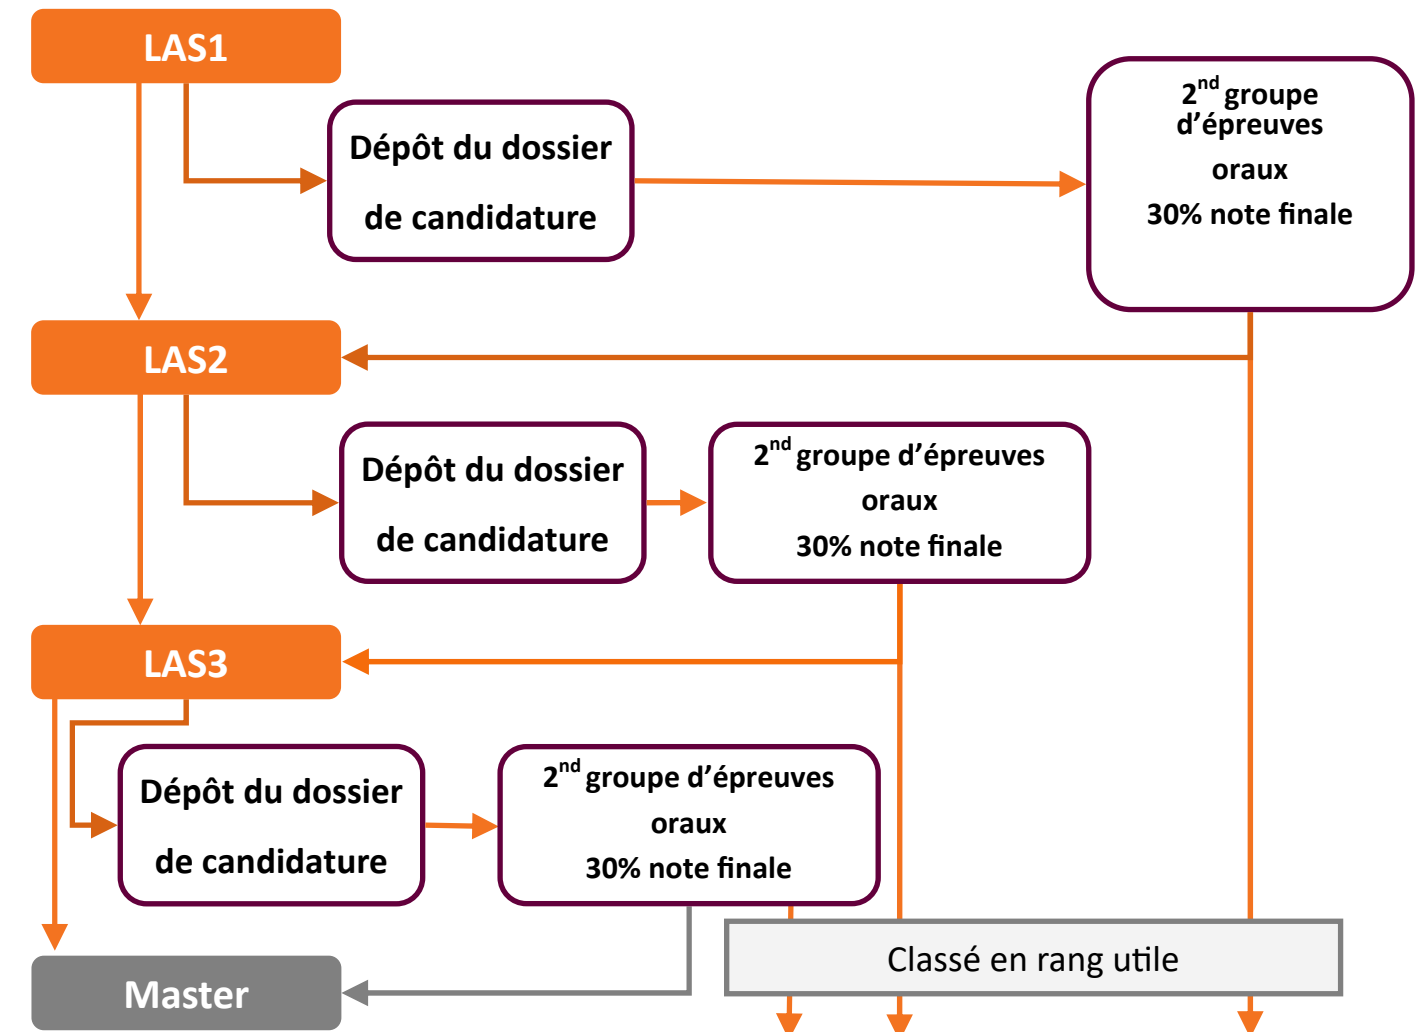 LAS1
Dépôt du dossier
de candidature
2nd groupe
d’épreuves
oraux
30% note finale
LAS2
Dépôt du dossier
de candidature
2nd groupe d’épreuves
oraux
30% note finale
LAS3
Dépôt du dossier
de candidature
2nd groupe d’épreuves
oraux
30% note finale
Classé en rang utile
Master